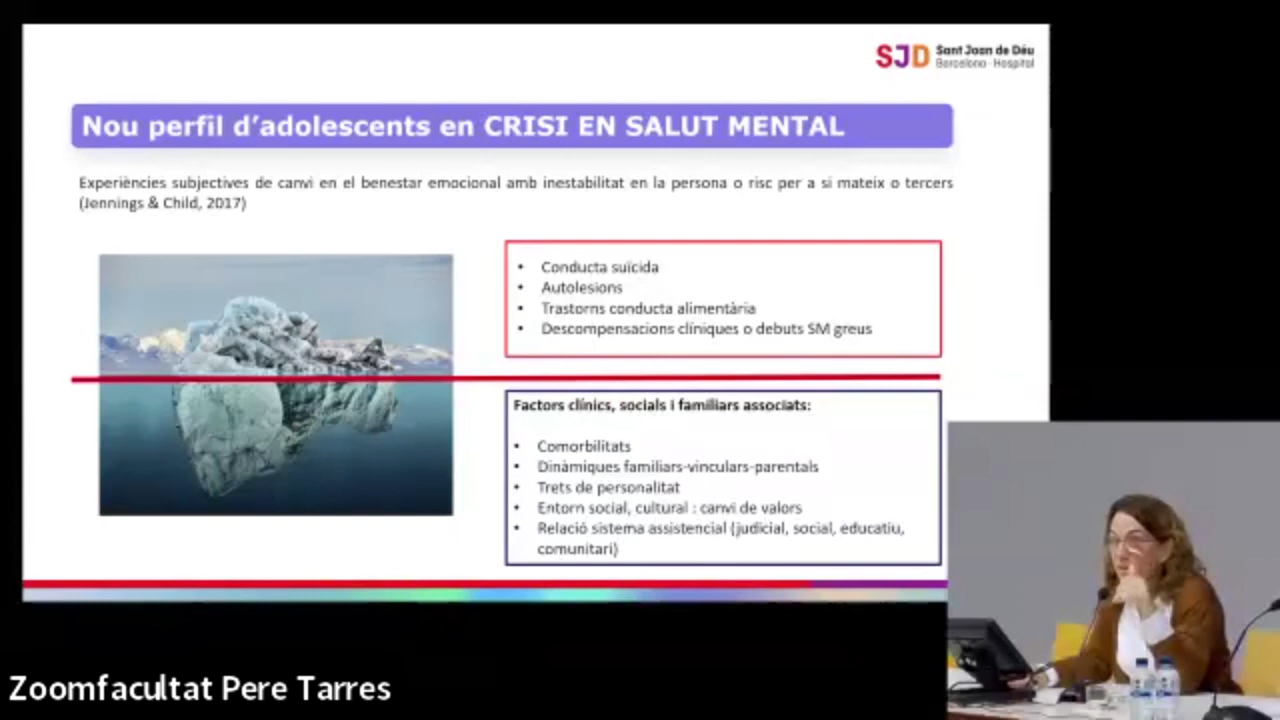 SJD Sant Joan de Déu
Barcelona · Hospital
Nou perfil d'adolescents en CRISI EN SALUT MENTAL
Experiències subjectives de canvi en el benestar emocional amb inestabilitat en la persona o risc per a si mateix o tercers
(Jennings & Child, 2017)
• Conducta suïcida
• Autolesions
• Trastorns conducta alimentària
• Descompensacions clíniques o debuts SM greus
Factors clínics, socials i familiars associats:
• Comorbilitats
• Dinàmiques familiars-vinculars-parentals
• Trets de personalitat
• Entorn social, cultural : canvi de valors
• Relació sistema assistencial (judicial, social, educatiu,
comunitari)
Zoomfacultat Pere Tarres